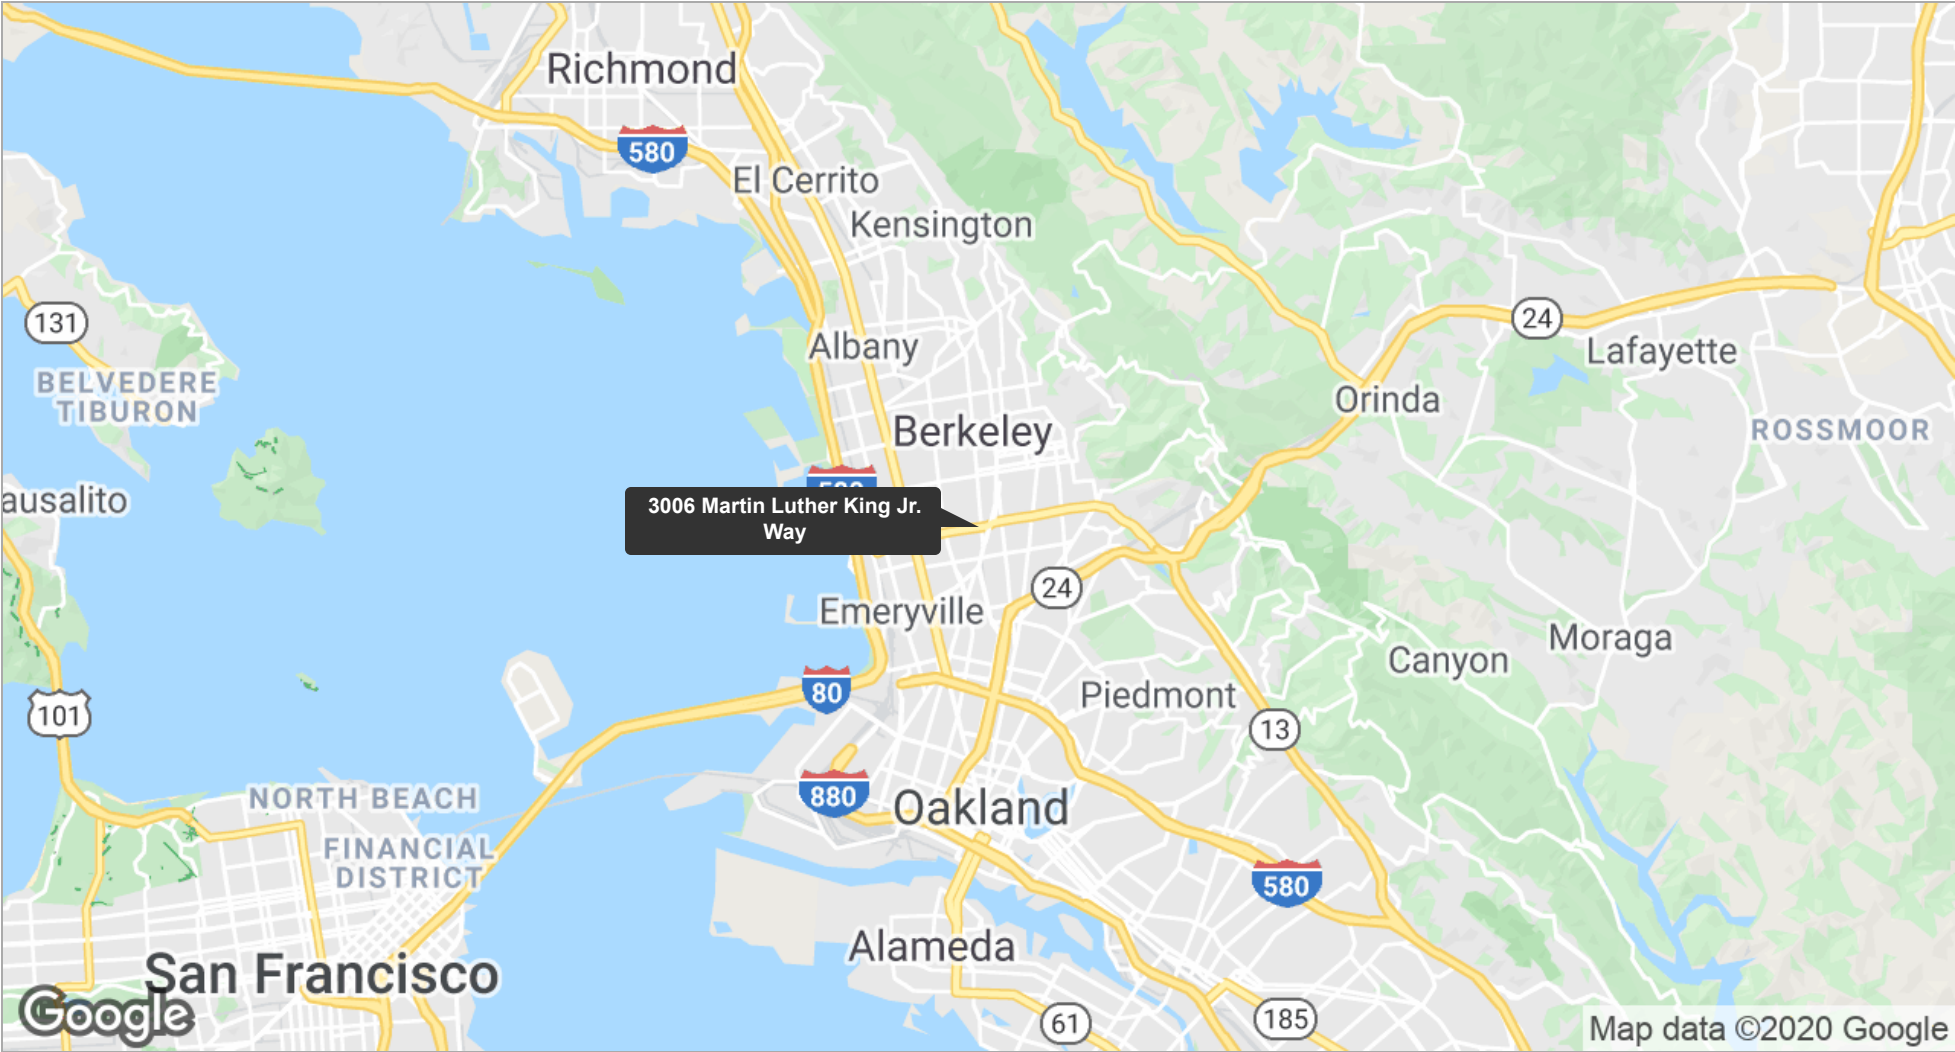 Richmond
580
El Cerrito
Kensington
131
24
Albany
Lafayette
BELVEDERE
TIBURON
Orinda
Berkeley
ROSSMOOR
ausalito
3006 Martin Luther King Jr.
Way
24
Emeryville
Moraga
Canyon
80
Piedmont
101
13
880
NORTH BEACH
Oakland
FINANCIAL
DISTRICT
580
Alameda
San Francisco
Google
61
185
Map data ©2020 Google